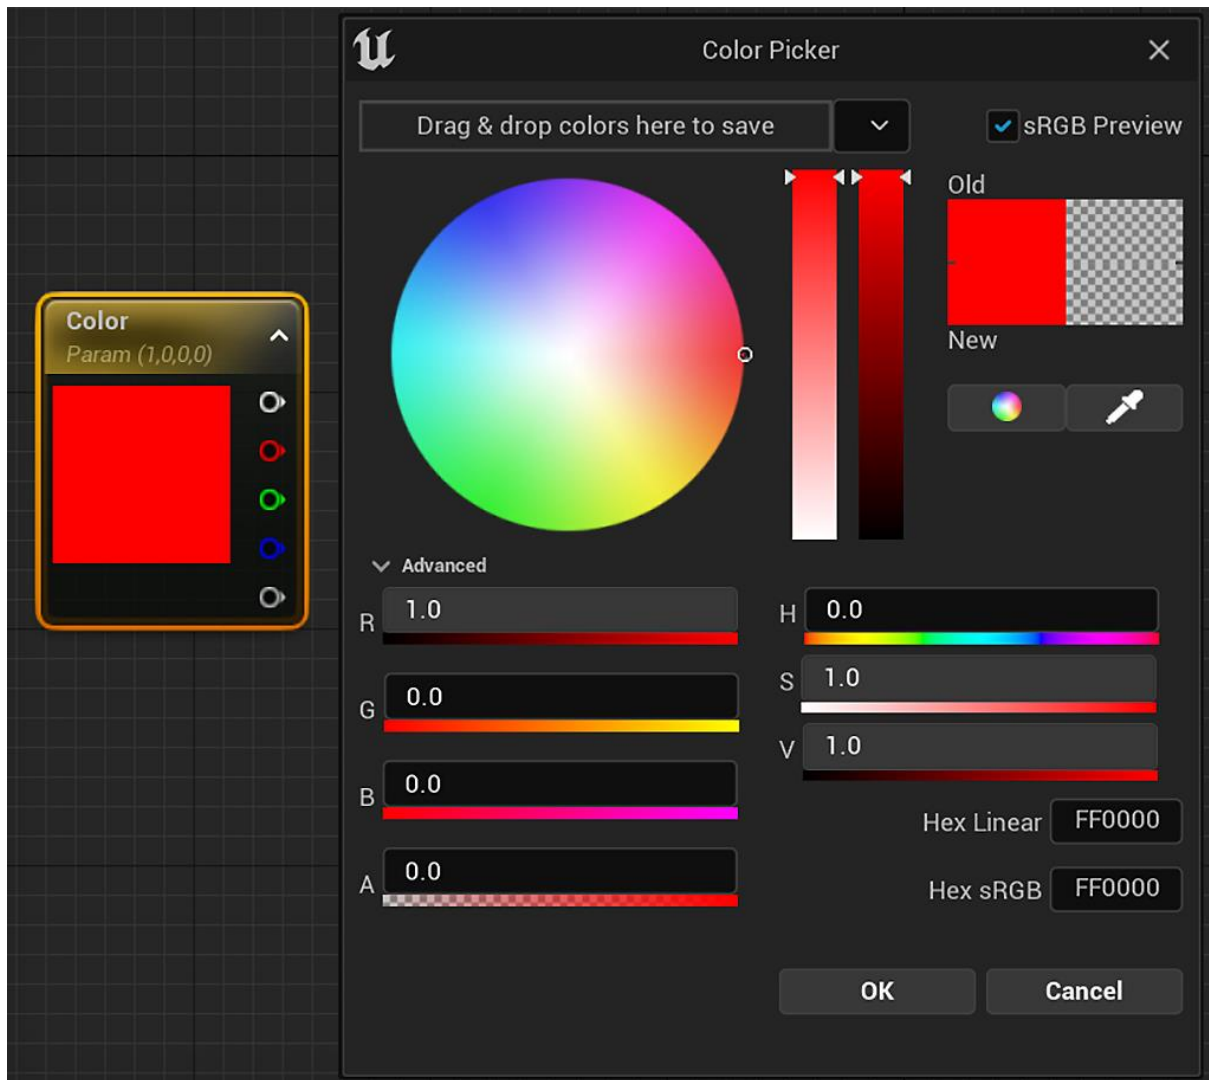 Color Picker
Drag & drop colors here to save
sRGB Preview
Old
New
Color
Param (1,0,0,0)
Advanced
R 1.0
G 0.0
B 0.0
A 0.0
H 0.0
S 1.0
V 1.0
Hex Linear FF0000
Hex sRGB FF0000
OK Cancel